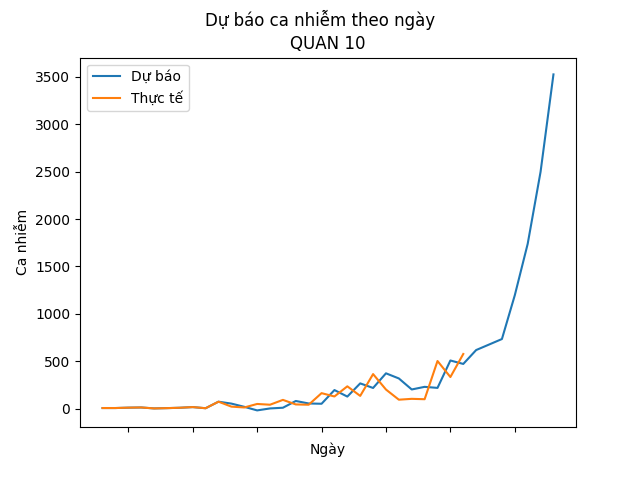 Dự báo ca nhiễm theo ngày
QUAN 10
Dự báo
Thực tế
3500
3000
2500
2000
1500
1000
500
0
Ca nhiễm
Ngày